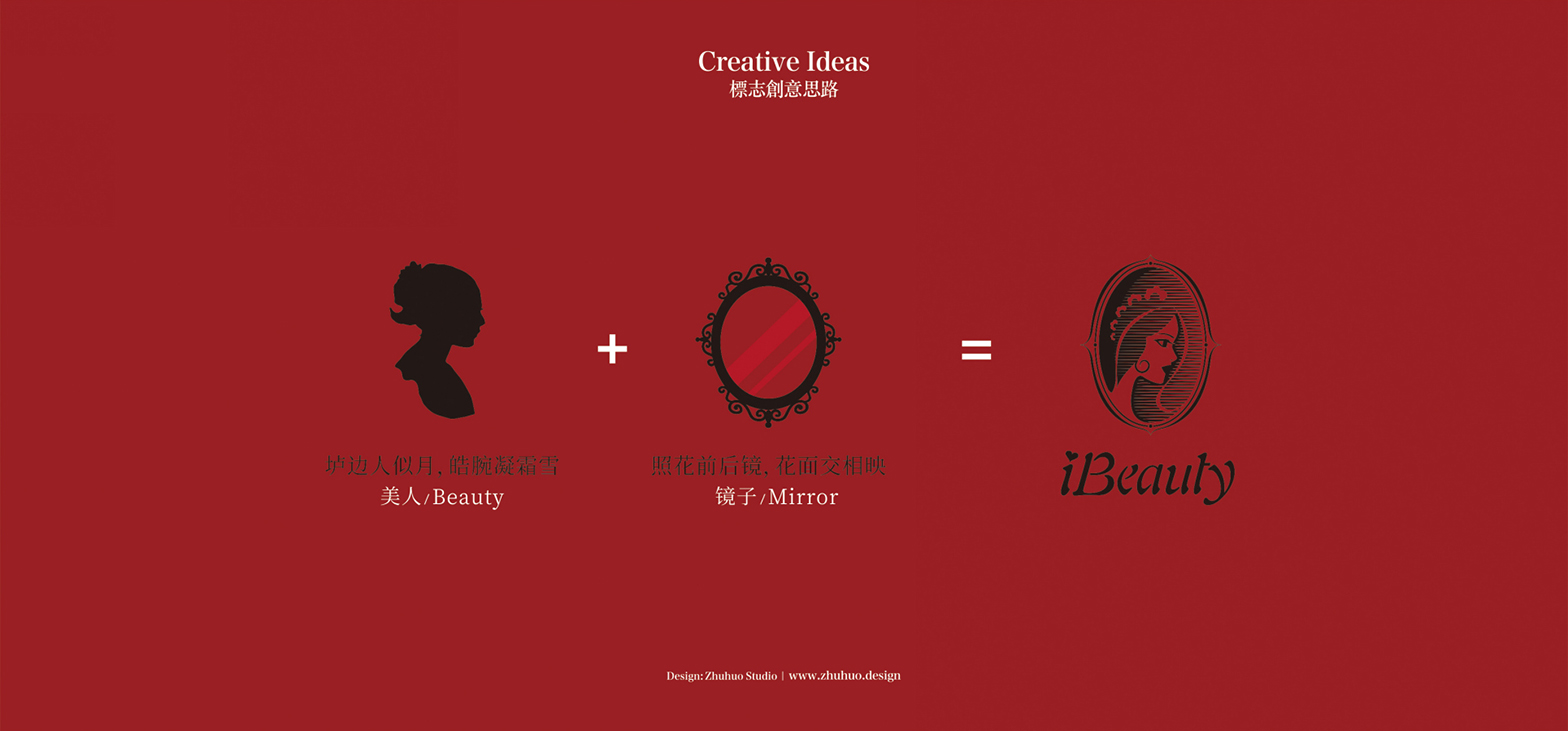 Creative Ideas
標志創意思路
+
=
垆边人似月、皓腕凝霜雪
美人/Beauty
照花前后镜、花面交相映
镜子/Mirror
iBeauty
Design: Zhuhuo Studio | www.zhuhuo.design